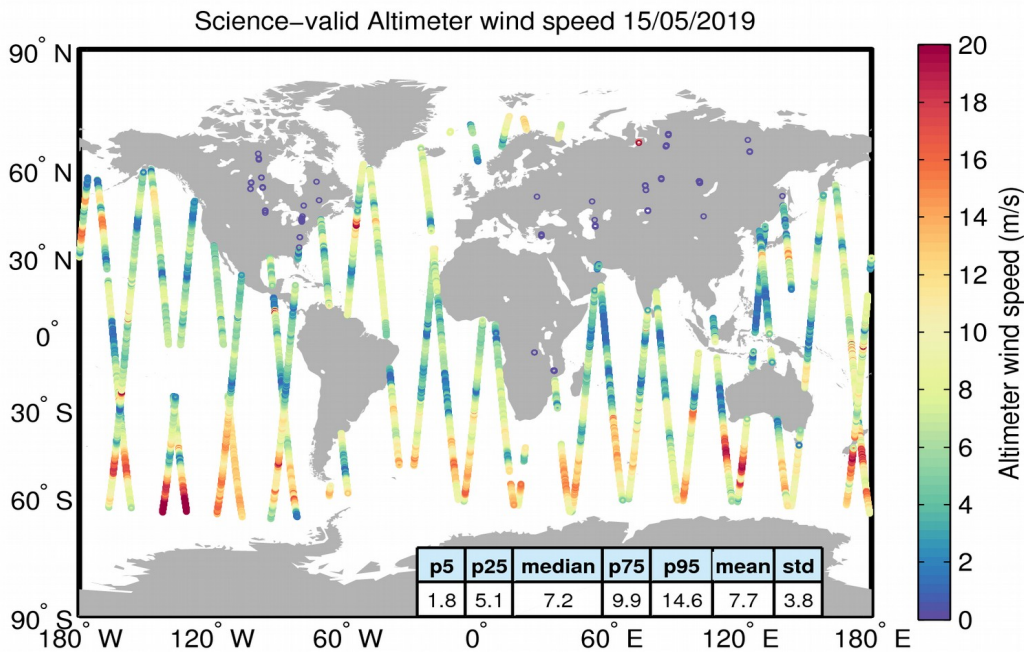 Science−valid Altimeter wind speed 15/05/2019
90° N
60° N
30° N
0°
30° S
60° S
90° S
180° W
120° W
60° W
0°
60° E
120° E
180° E
p5 p25 median p75 p95 mean std
1.8 5.1 7.2 9.9 14.6 7.7 3.8
20
18
16
14
12
10
8
6
4
2
0
Altimeter wind speed (m/s)